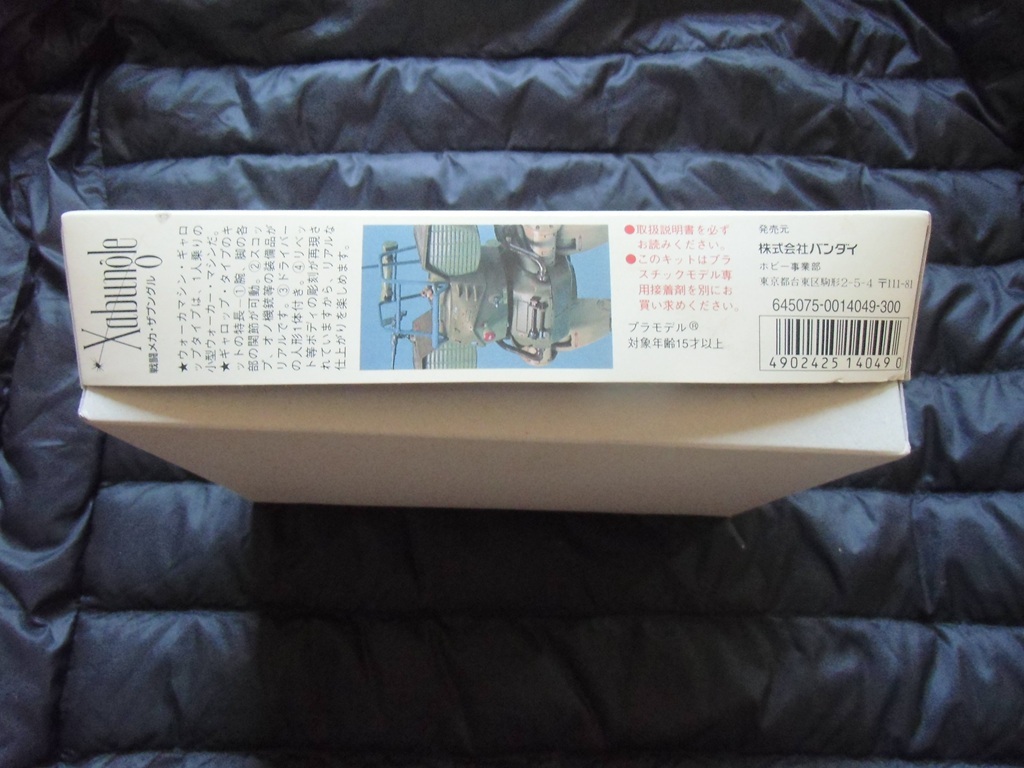 Xabungle
戦闘メカ・ザブングル
★ウォーカーマシン・ギャロ
ップタイプは、1人乗りの
小型ウォーカー、マシンだ。
★ギャロップ・タイプのキ
ットの特長。①腕、脚の各
部の関節が可動。②スコッ
プ、オノ機銃等の装備品が
リアルです。③ドライバー
の人形1体付き。④リベッ
ト等ボディの彫刻が再現さ
れていますから、リアルな
仕上がりを楽しめます。
●取扱説明書を必ず
お読みください。
●このキットはプラ
スチックモデル専
用接着剤を別にお
買い求めください。
プラモデル®
対象年齢15才以上
発売元
株式会社バンダイ
ホビー事業部
東京都台東区駒形2-5-4 〒111-81
645075-0014049-300
4902425 14049 0